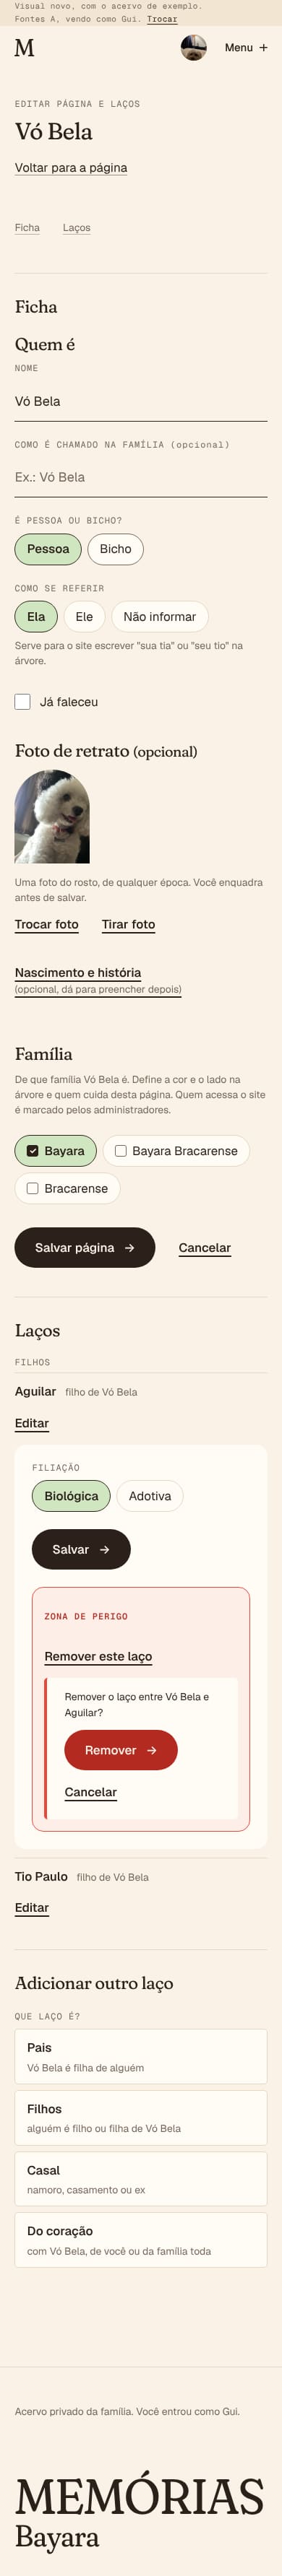 Visual novo, com o acervo de exemplo.
Fontes A, vendo como Gui. Trocar
M
Menu +
EDITAR PÁGINA E LAÇOS
Vó Bela
Voltar para a página
Ficha Laços
Ficha
Quem é
NOME
Vó Bela
COMO É CHAMADO NA FAMÍLIA (opcional)
Ex.: Vó Bela
É PESSOA OU BICHO?
Pessoa Bicho
COMO SE REFERIR
Ela Ele Não informar
Serve para o site escrever "sua tia" ou "seu tio" na
árvore.
Já faleceu
Foto de retrato (opcional)
Uma foto do rosto, de qualquer época. Você enquadra
antes de salvar.
Trocar foto Tirar foto
Nascimento e história
(opcional, dá para preencher depois)
Família
De que família Vó Bela é. Define a cor e o lado na
árvore e quem cuida desta página. Quem acessa o site
é marcado pelos administradores.
Bayara Bayara Bracarense
Bracarense
Salvar página → Cancelar
Laços
FILHOS
Aguilar filho de Vó Bela
Editar
FILIAÇÃO
Biológica Adotiva
Salvar →
ZONA DE PERIGO
Remover este laço
Remover o laço entre Vó Bela e
Aguilar?
Remover →
Cancelar
Tio Paulo filho de Vó Bela
Editar
Adicionar outro laço
QUE LAÇO É?
Pais
Vó Bela é filha de alguém
Filhos
alguém é filho ou filha de Vó Bela
Casal
namoro, casamento ou ex
Do coração
com Vó Bela, de você ou da família toda
Acervo privado da família. Você entrou como Gui.
MEMÓRIAS
Bayara